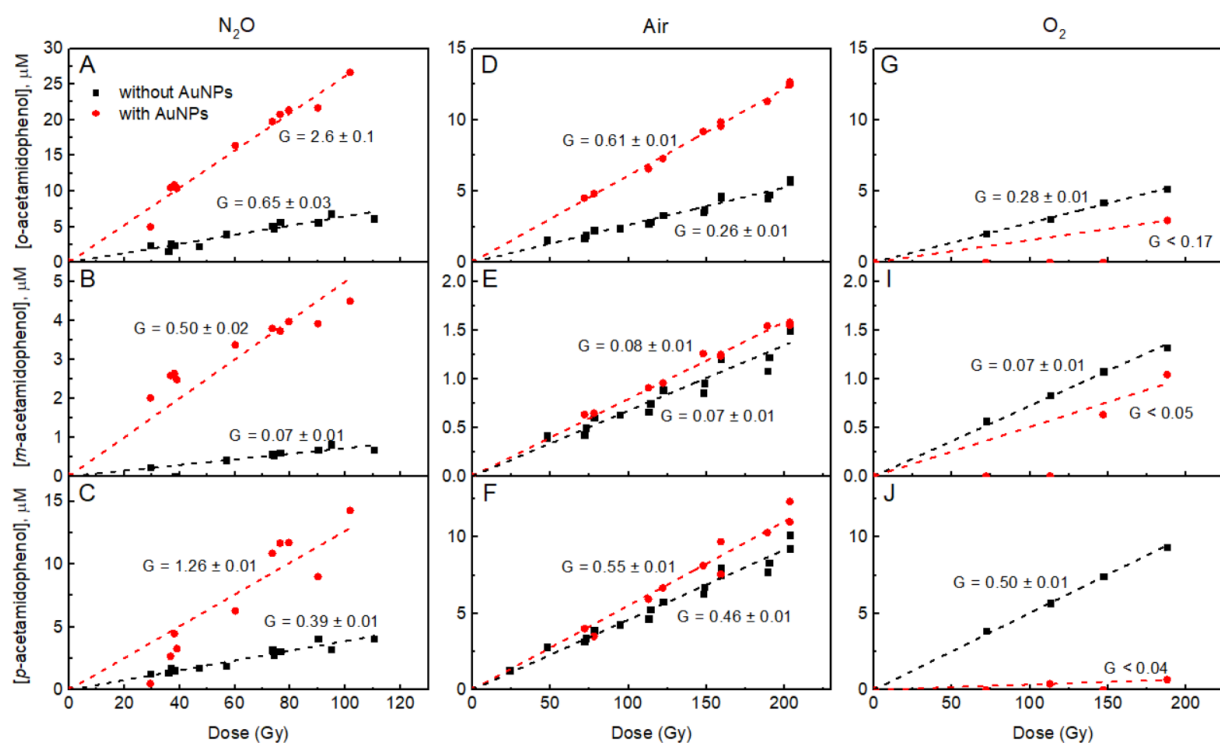 N₂O
Air
O₂
A
without AuNPs
with AuNPs
G = 2.6 ± 0.1
G = 0.65 ± 0.03
[o-acetamidophenol], μM
30
25
20
15
10
5
0
D
G = 0.61 ± 0.01
G = 0.26 ± 0.01
15
10
5
0
G
G = 0.28 ± 0.01
G < 0.17
15
10
5
0
B
G = 0.50 ± 0.02
G = 0.07 ± 0.01
[m-acetamidophenol], μM
5
4
3
2
1
0
E
G = 0.08 ± 0.01
G = 0.07 ± 0.01
2.0
1.5
1.0
0.5
0.0
I
G = 0.07 ± 0.01
G < 0.05
2.0
1.5
1.0
0.5
0.0
C
G = 1.26 ± 0.01
G = 0.39 ± 0.01
[p-acetamidophenol], μM
15
10
5
0
F
G = 0.55 ± 0.01
G = 0.46 ± 0.01
10
5
0
J
G = 0.50 ± 0.01
G < 0.04
10
5
0
0 20 40 60 80 100 120
0 50 100 150 200
0 50 100 150 200
Dose (Gy)
Dose (Gy)
Dose (Gy)